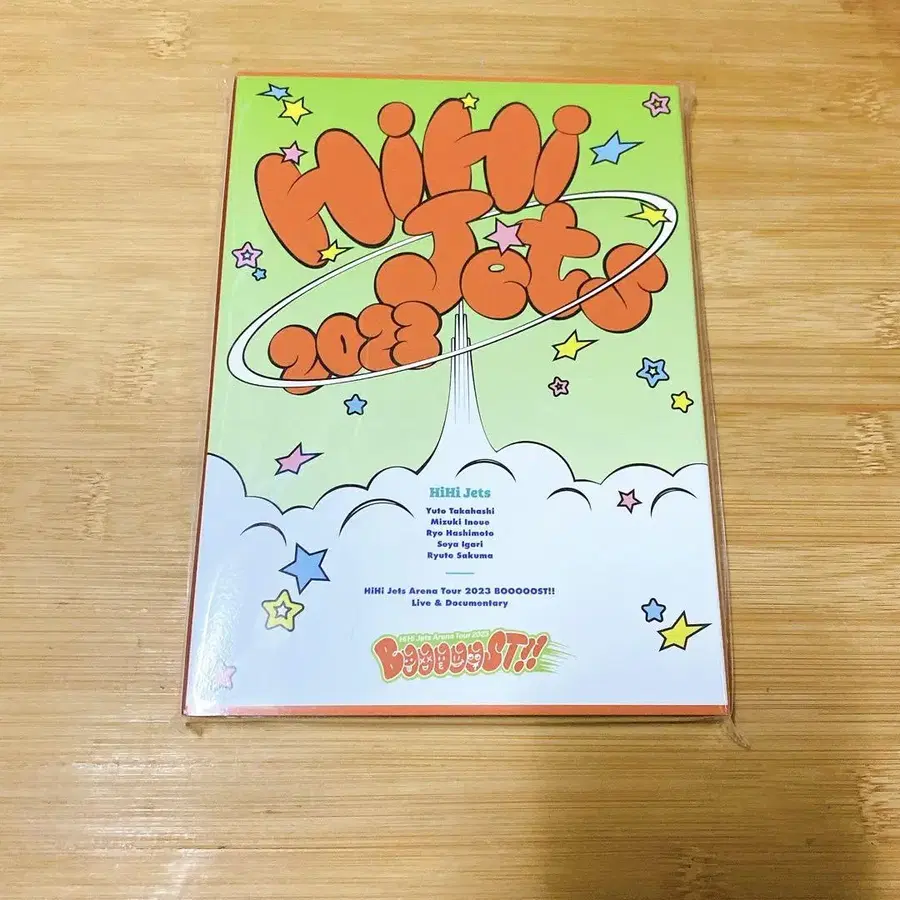 HiHi
Jets
2023
HiHi Jets
Yuto Takahashi
Mizuki Inoue
Ryo Hashimoto
Soya Igari
Ryuto Sakuma
HiHi Jets Arena Tour 2023 BOOOOOST!!
Live & Documentary
HiHi Jets Arena Tour 2023
BOOOOOST!!